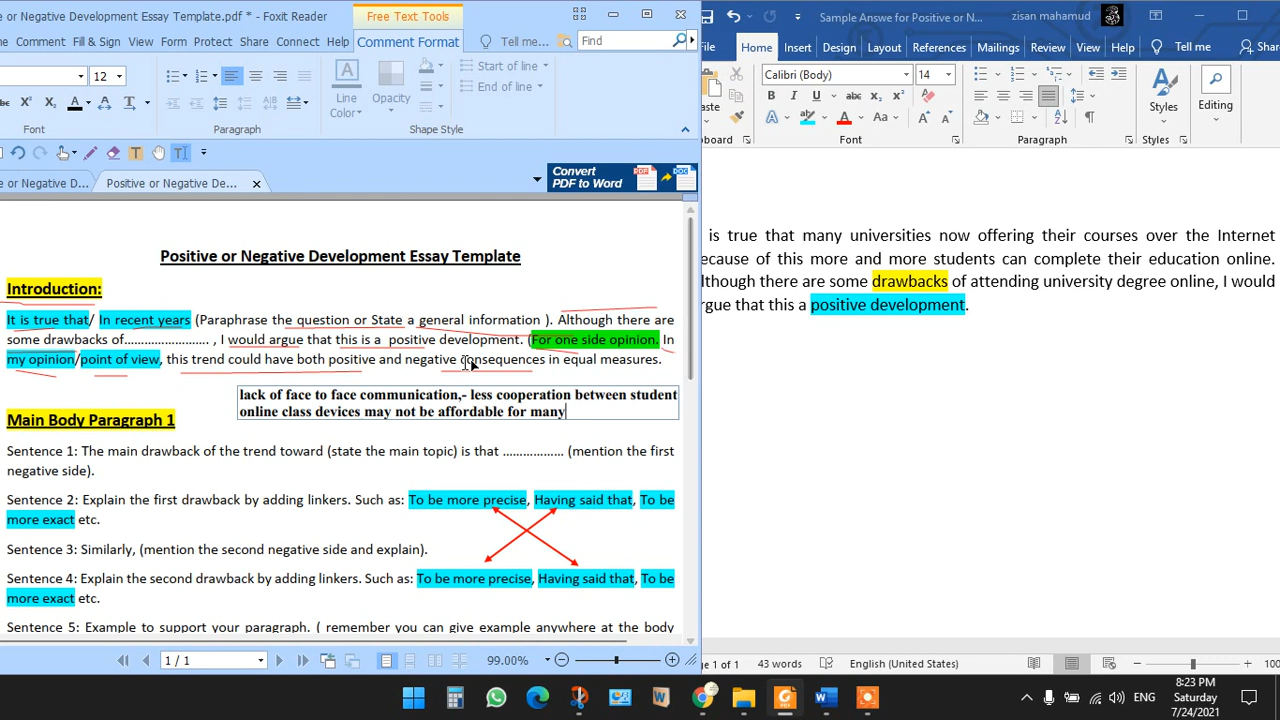 or Negative Development Essay Template.pdf * - Foxit Reader
Free Text Tools
Comment Fill & Sign View Form Protect Share Connect Help Comment Format Tell me... Find
12
Line Color
Opacity
Start of line
End of line
Font
Paragraph
Shape Style
e or Negative D...
Positive or Negative De...
Convert
PDF to Word
Positive or Negative Development Essay Template
Introduction:
It is true that/ In recent years (Paraphrase the question or State a general information ). Although there are
some drawbacks of........................ , I would argue that this is a positive development. (For one side opinion. In
my opinion/point of view, this trend could have both positive and negative consequences in equal measures.
lack of face to face communication,- less cooperation between student
online class devices may not be affordable for many
Main Body Paragraph 1
Sentence 1: The main drawback of the trend toward (state the main topic) is that ................. (mention the first
negative side).
Sentence 2: Explain the first drawback by adding linkers. Such as: To be more precise, Having said that, To be
more exact etc.
Sentence 3: Similarly, (mention the second negative side and explain).
Sentence 4: Explain the second drawback by adding linkers. Such as: To be more precise, Having said that, To be
more exact etc.
Sentence 5: Example to support your paragraph. ( remember you can give example anywhere at the body
1 / 1
99.00%
Sample Answe for Positive or N...
zisan mahamud
File Home Insert Design Layout References Mailings Review View Help Tell me Share
Calibri (Body) 14
Paste
Styles
Editing
Font
Paragraph
Styles
is true that many universities now offering their courses over the Internet
ecause of this more and more students can complete their education online.
lthough there are some drawbacks of attending university degree online, I would
rgue that this a positive development.
ge 1 of 1
43 words
English (United States)
100
ENG
8:23 PM
Saturday
7/24/2021